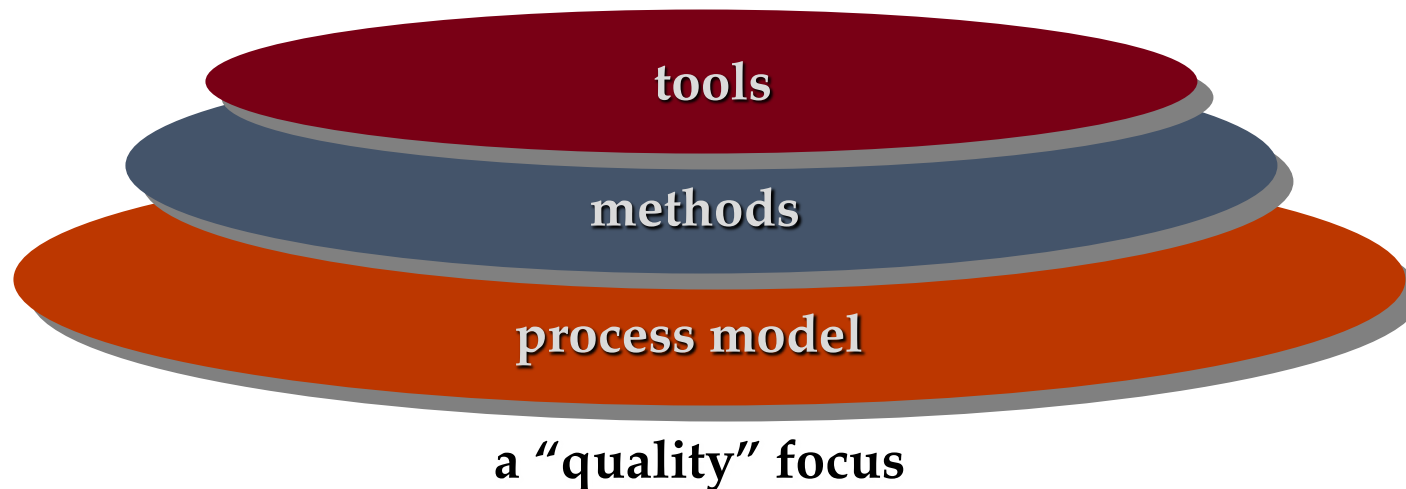 tools
methods
process model
a “quality” focus